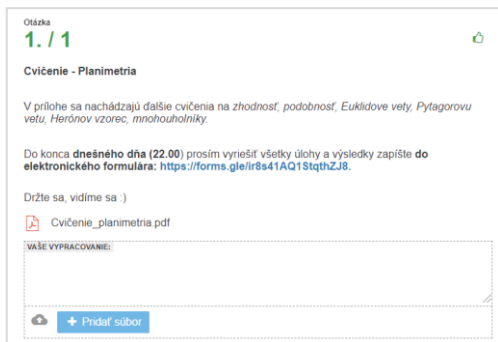 Otázka
1. / 1
Cvičenie - Planimetria
V prílohe sa nachádzajú ďalšie cvičenia na zhodnosť, podobnosť, Euklidove vety, Pytagorovu
vetu, Herónov vzorec, mnohouholníky.
Do konca dnešného dňa (22.00) prosím vyriešiť všetky úlohy a výsledky zapíšte do
elektronického formulára: https://forms.gle/ir8s41AQ1StqthZJ8.
Držte sa, vidíme sa :)
Cvičenie_planimetria.pdf
VAŠE VYPRACOVANIE:
+ Pridať súbor